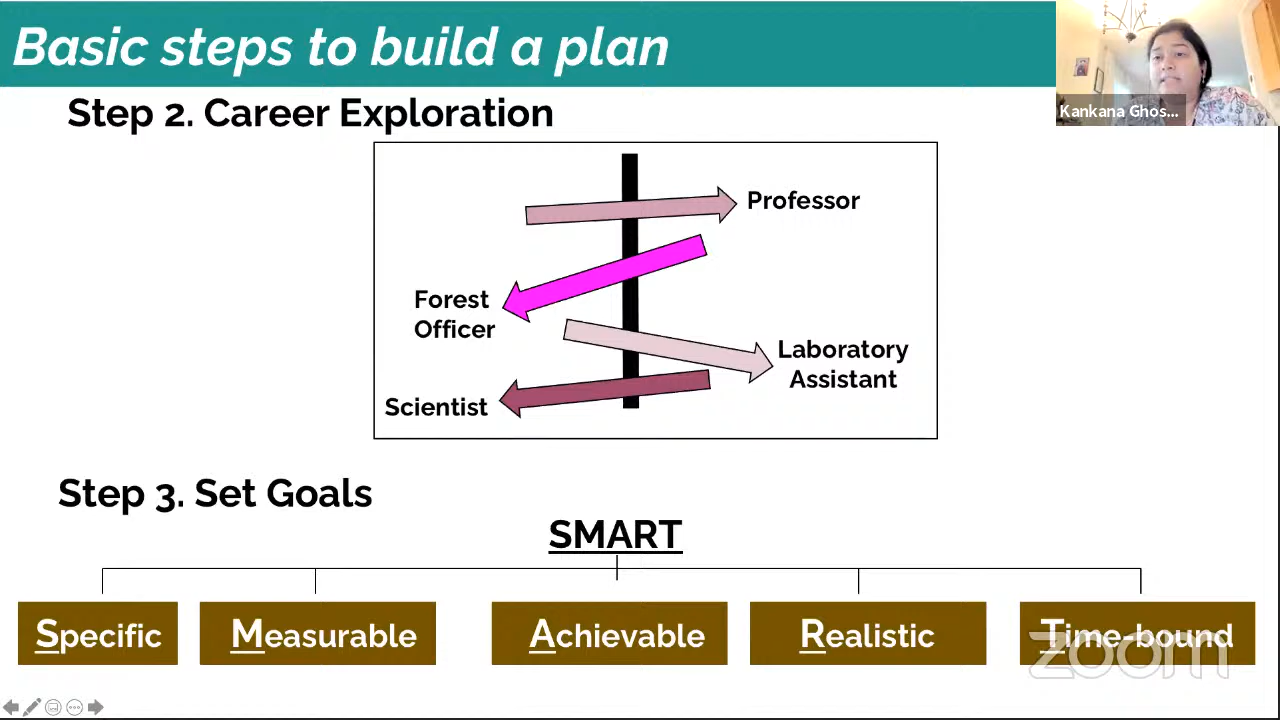 Basic steps to build a plan
Kankana Ghos...
Step 2. Career Exploration
Professor
Forest
Officer
Laboratory
Assistant
Scientist
Step 3. Set Goals
SMART
Specific
Measurable
Achievable
Realistic
Time-bound
zoom